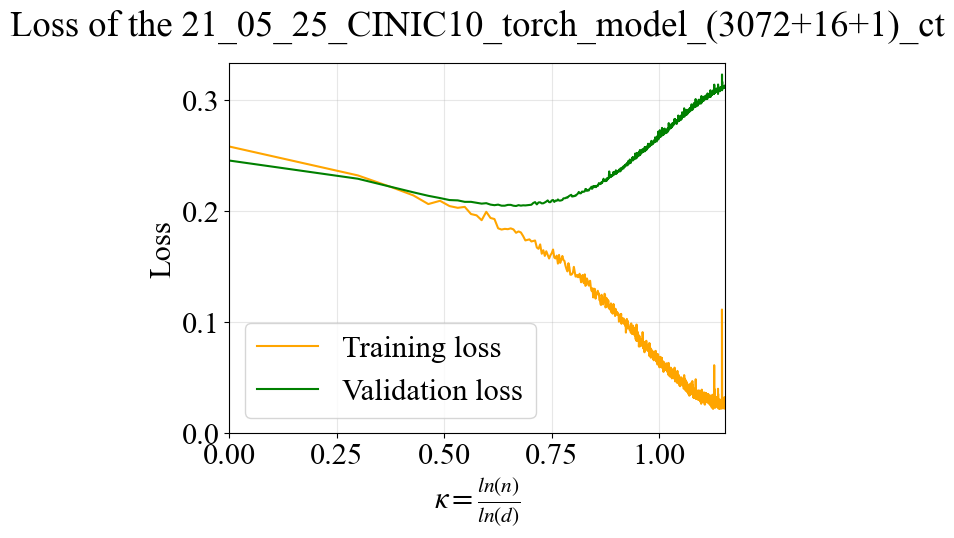 Loss of the 21_05_25_CINIC10_torch_model_(3072+16+1)_ct
0.3
0.2
0.1
0.0
Loss
Training loss
Validation loss
0.00 0.25 0.50 0.75 1.00
κ = ln(n)/ln(d)